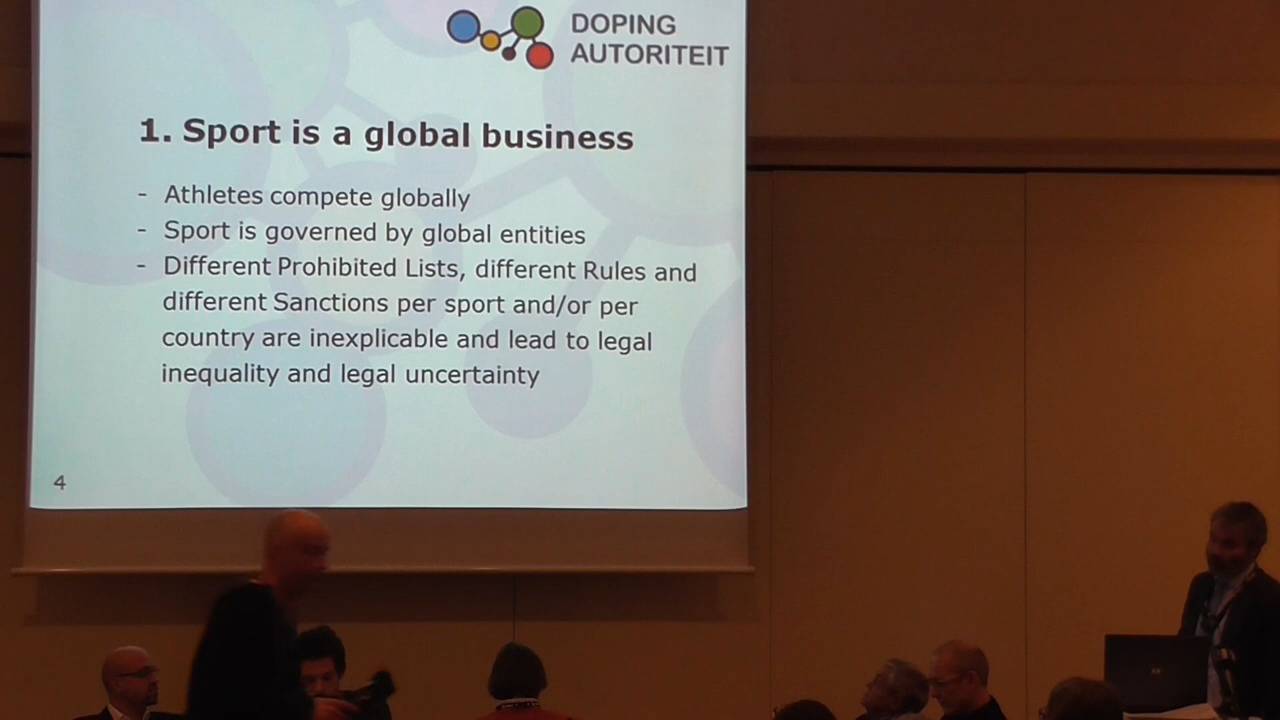 DOPING
AUTORITEIT
1. Sport is a global business
- Athletes compete globally
- Sport is governed by global entities
- Different Prohibited Lists, different Rules and
different Sanctions per sport and/or per
country are inexplicable and lead to legal
inequality and legal uncertainty
4